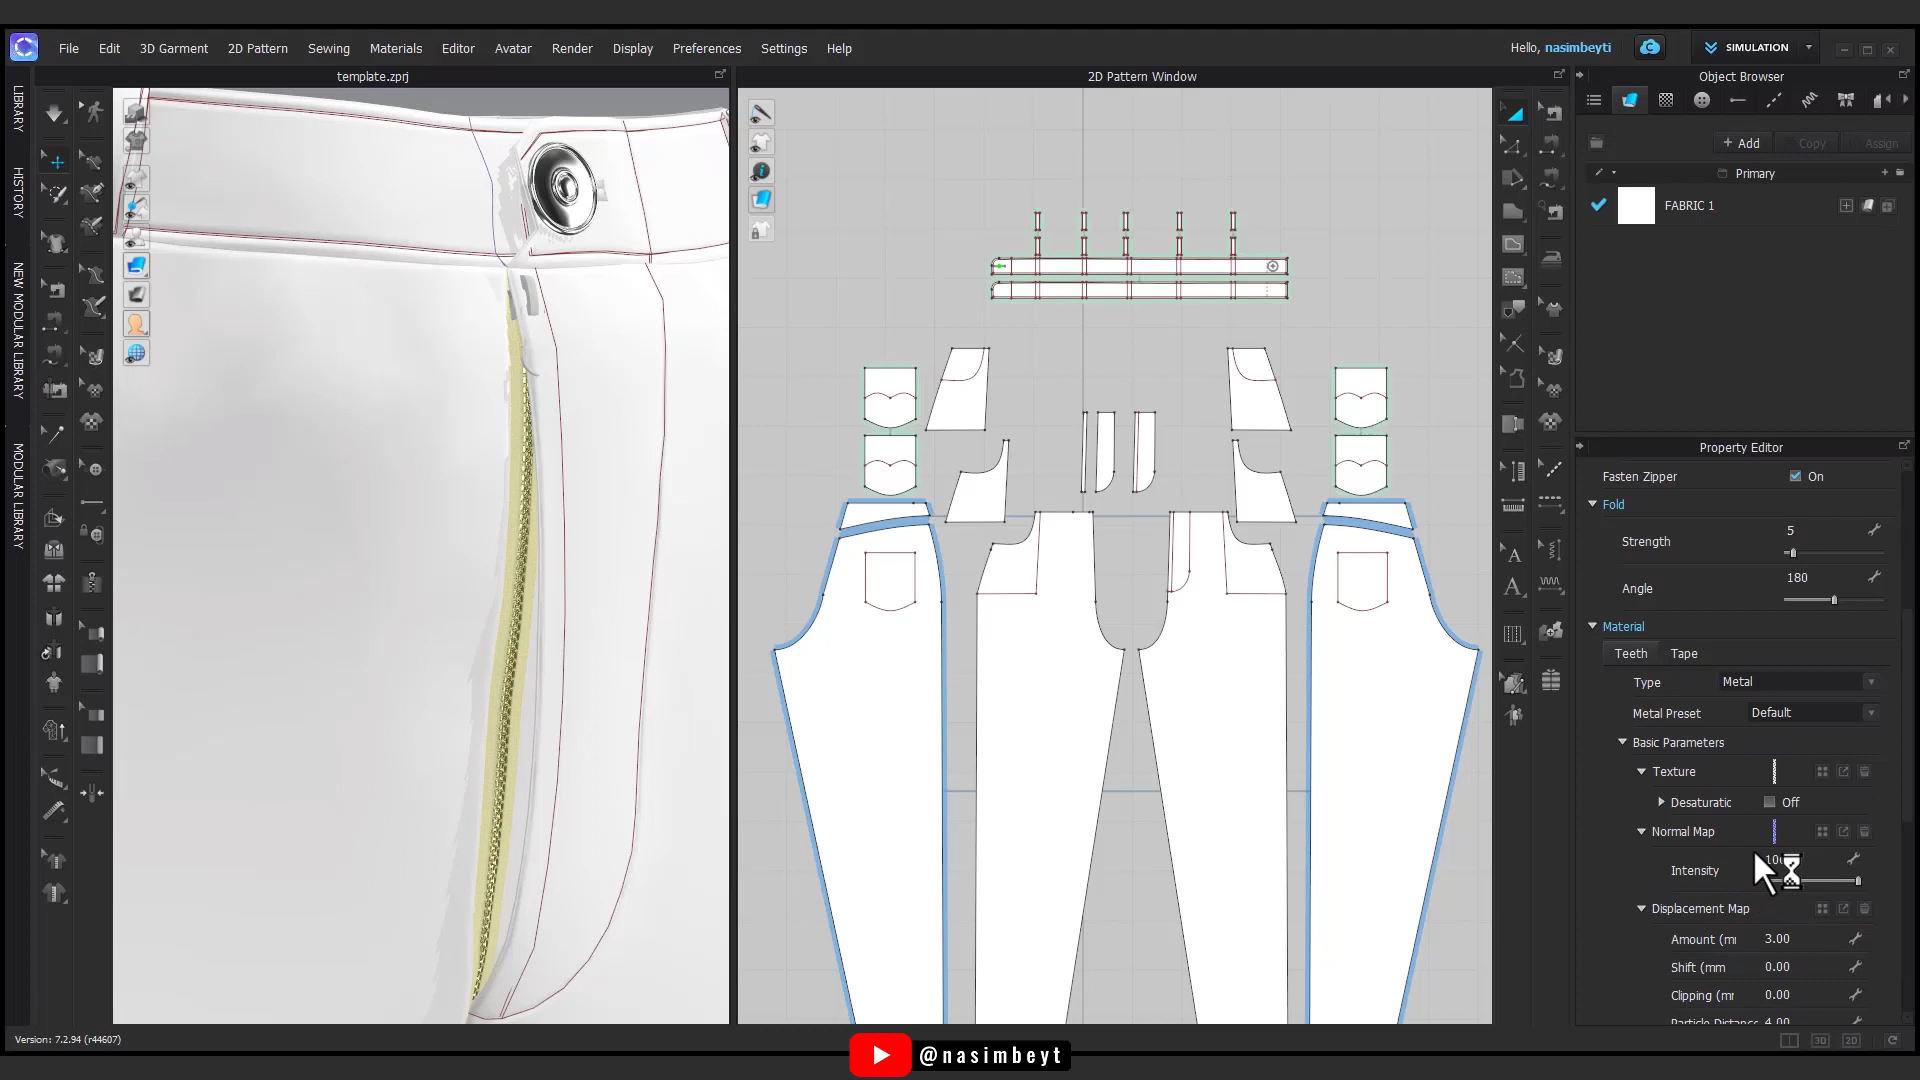 File
Edit
3D Garment
2D Pattern
Sewing
Materials
Editor
Avatar
Render
Display
Preferences
Settings
Help
Hello, nasimbeyti
SIMULATION
template.zprj
2D Pattern Window
Object Browser
LIBRARY
HISTORY
NEW MODULAR LIBRARY
MODULAR LIBRARY
+ Add
Copy
Assign
Primary
FABRIC 1
Property Editor
Fasten Zipper
On
Fold
Strength
5
Angle
180
Material
Teeth
Tape
Type
Metal
Metal Preset
Default
Basic Parameters
Texture
Desaturatic
Off
Normal Map
Intensity
Displacement Map
Amount (m
3.00
Shift (mm
0.00
Clipping (m
0.00
4.00
Version: 7.2.94 (r44607)
3D
2D
@nasimbeyt